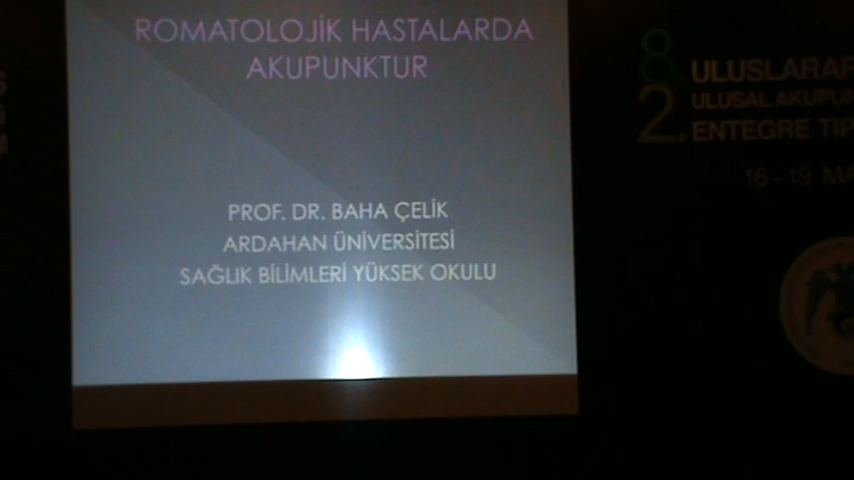 ROMATOLOJİK HASTALARDA
AKUPUNKTUR
PROF. DR. BAHA ÇELİK
ARDAHAN ÜNİVERSİTESİ
SAĞLIK BİLİMLERİ YÜKSEK OKULU
8. ULUSLARAR
2. ULUSAL AKUPUN
ENTEGRE TIP
16 - 19 MA